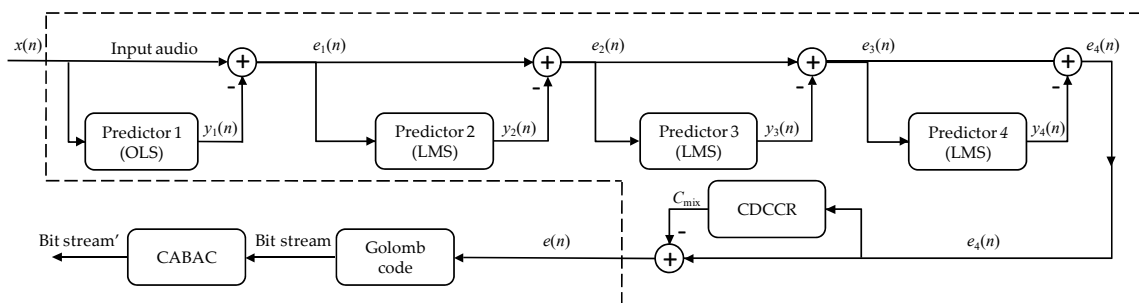 x(n)
Input audio
e₁(n)
e₂(n)
e₃(n)
e₄(n)
+
+
+
+
-
-
-
-
Predictor 1
(OLS)
y₁(n)
Predictor 2
(LMS)
y₂(n)
Predictor 3
(LMS)
y₃(n)
Predictor 4
(LMS)
y₄(n)
C_mix
CDCCR
-
Bit stream′
CABAC
Bit stream
Golomb
code
e(n)
+
e₄(n)